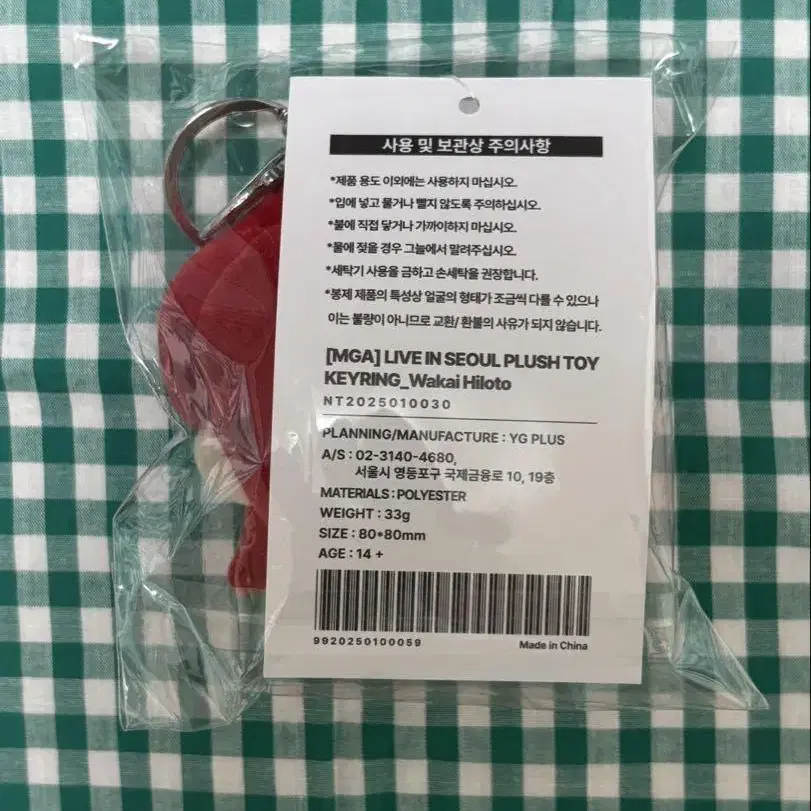 사용 및 보관상 주의사항
*제품 용도 이외에는 사용하지 마십시오.
*입에 넣고 물거나 빨지 않도록 주의하십시오.
*불에 직접 닿거나 가까이하지 마십시오.
*물에 젖을 경우 그늘에서 말려주십시오.
*세탁기 사용을 금하고 손세탁을 권장합니다.
*봉제 제품의 특성상 얼굴의 형태가 조금씩 다를 수 있으나
이는 불량이 아니므로 교환/ 환불의 사유가 되지 않습니다.
[MGA] LIVE IN SEOUL PLUSH TOY
KEYRING_Wakai Hiloto
NT2025010030
PLANNING/MANUFACTURE : YG PLUS
A/S : 02-3140-4680,
서울시 영등포구 국제금융로 10, 19층
MATERIALS : POLYESTER
WEIGHT : 33g
SIZE : 80*80mm
AGE : 14 +
9920250100059
Made in China